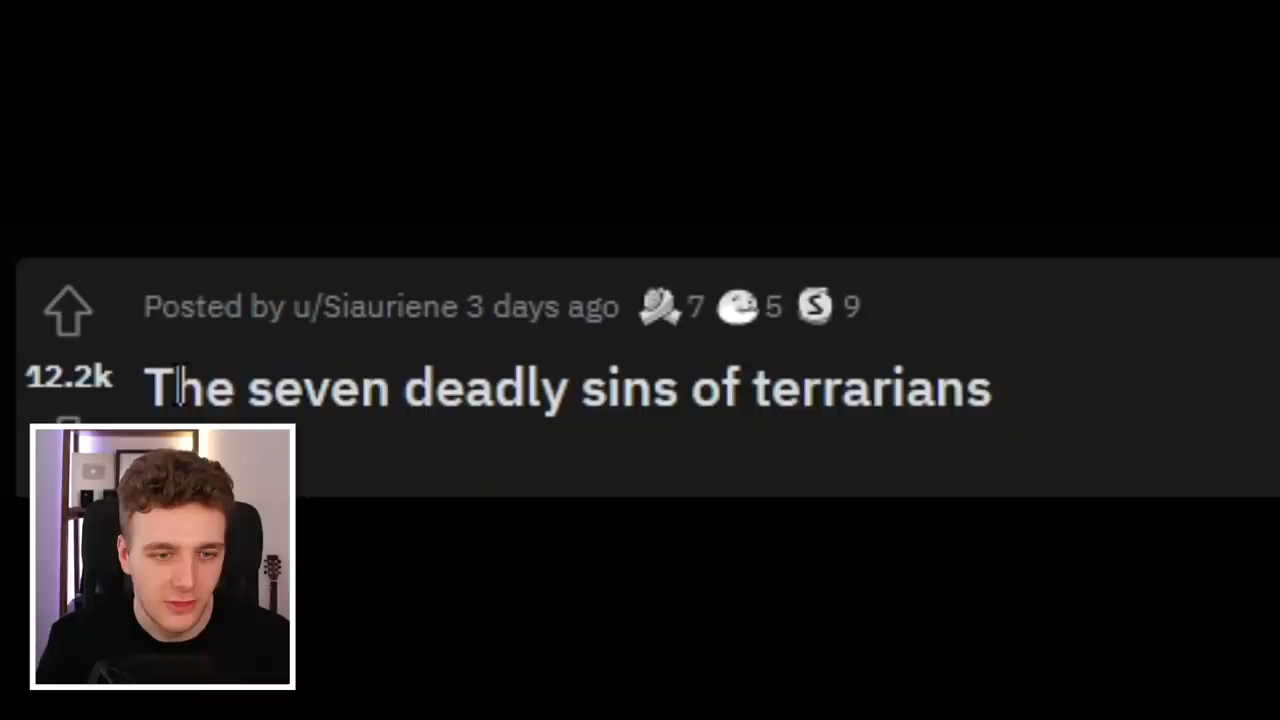 Posted by u/Siauriene 3 days ago 7 5 S 9
12.2k
The seven deadly sins of terrarians